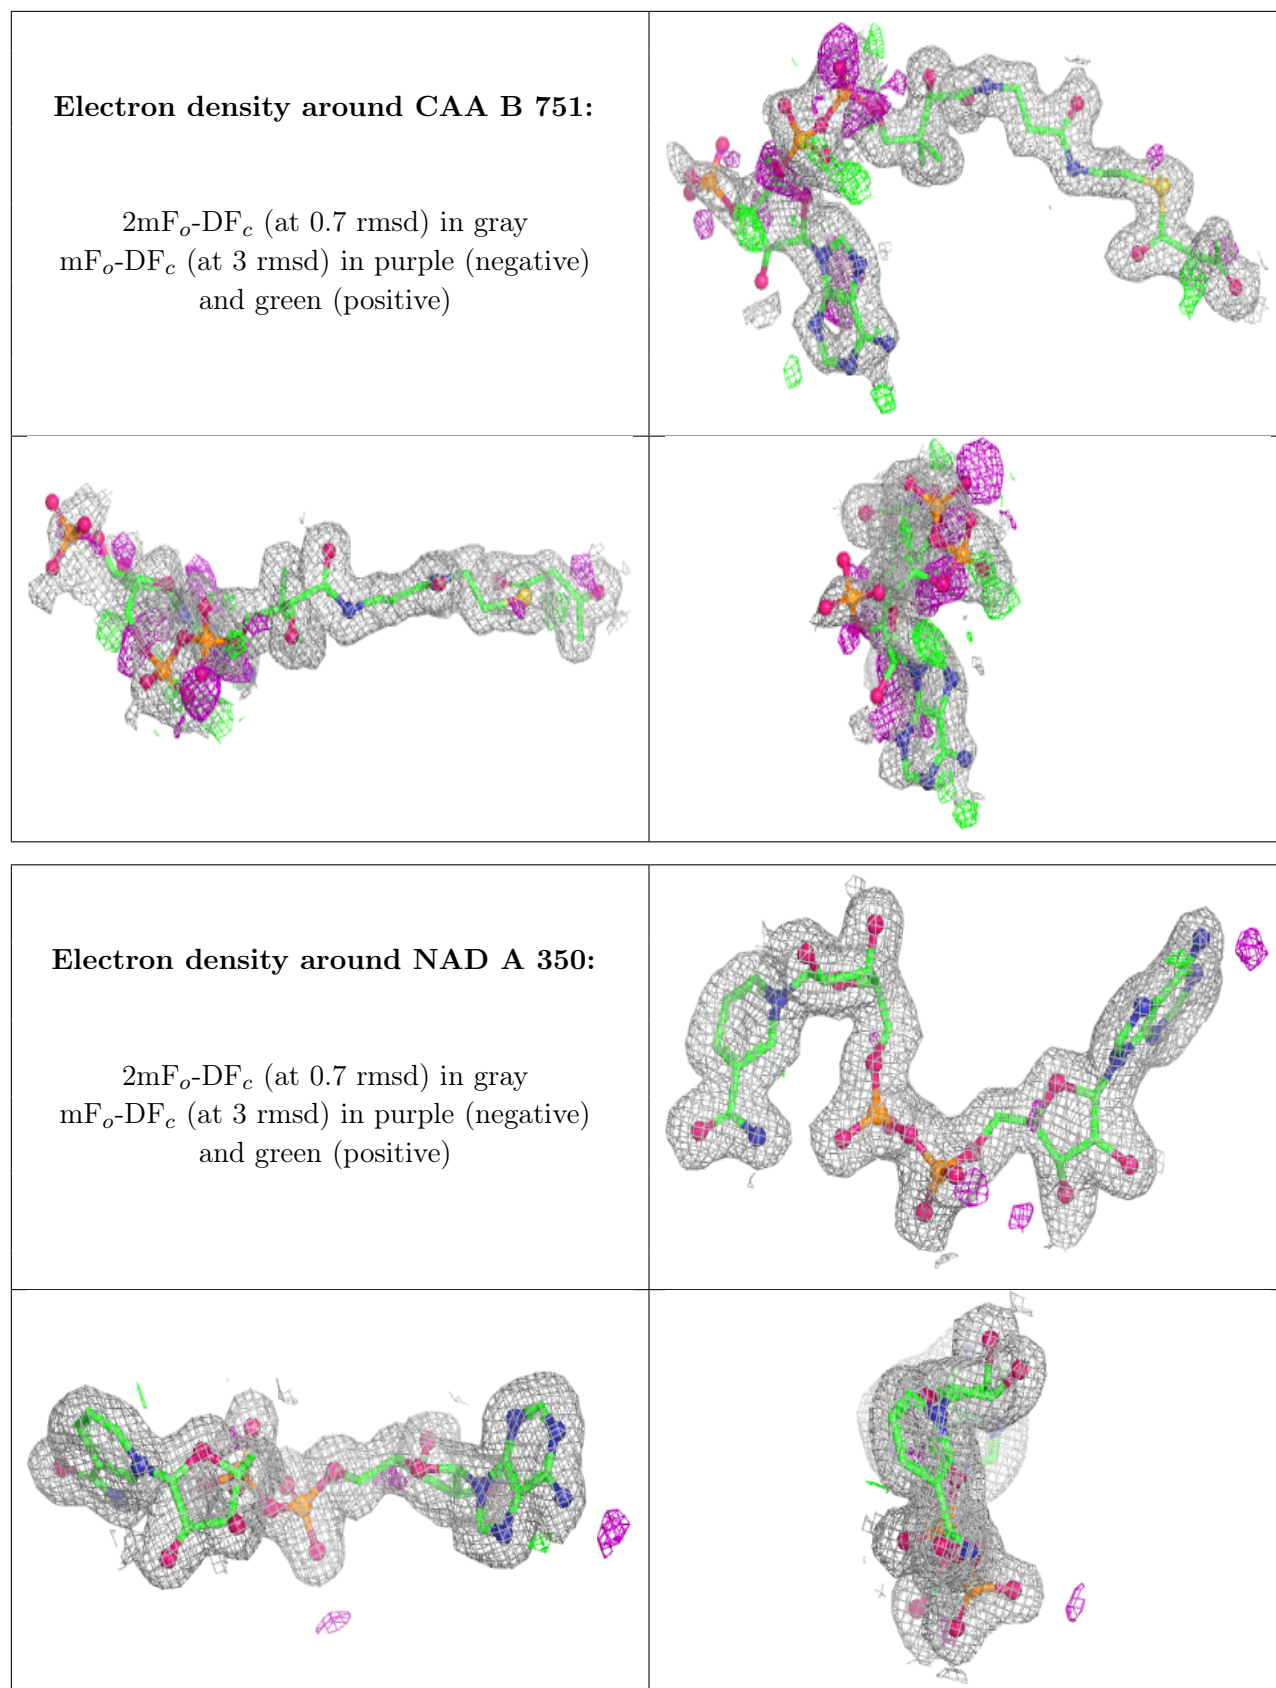 Electron density around CAA B 751:
2mFo-DFc (at 0.7 rmsd) in gray
mFo-DFc (at 3 rmsd) in purple (negative)
and green (positive)
Electron density around NAD A 350:
2mFo-DFc (at 0.7 rmsd) in gray
mFo-DFc (at 3 rmsd) in purple (negative)
and green (positive)